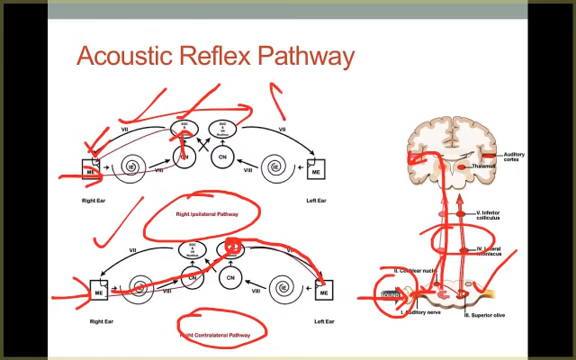 Acoustic Reflex Pathway
VII
VII
ME
VIII
CN
CN
VIII
ME
Right Ear
Left Ear
Right Ipsilateral Pathway
VII
VII
ME
VIII
CN
CN
VIII
ME
Right Ear
Left Ear
Right Contralateral Pathway
Auditory
cortex
Thalamus
V. Inferior
colliculus
IV. Lateral
lemniscus
II. Cochlear nuclei
I. Auditory nerve
III. Superior olive